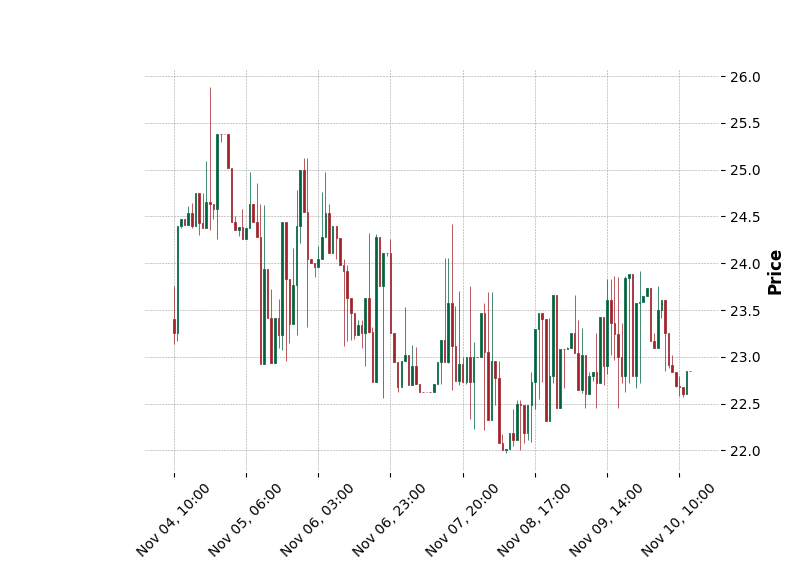 26.0
25.5
25.0
24.5
24.0
23.5
23.0
22.5
22.0
Price
Nov 04, 10:00
Nov 05, 06:00
Nov 06, 03:00
Nov 06, 23:00
Nov 07, 20:00
Nov 08, 17:00
Nov 09, 14:00
Nov 10, 10:00